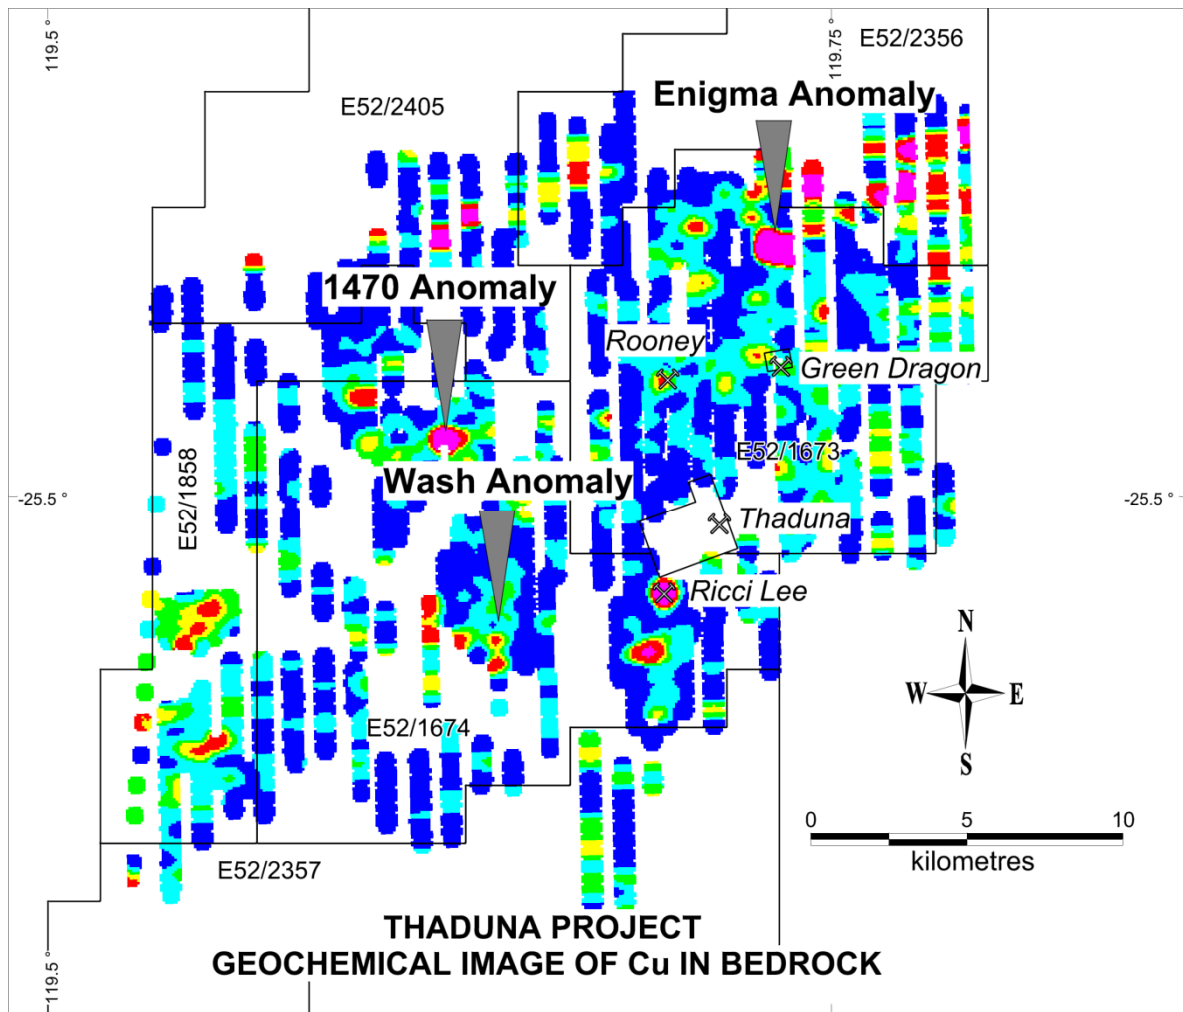 119.5 °
119.75 °
E52/2356
E52/2405
Enigma Anomaly
1470 Anomaly
Rooney
Green Dragon
E52/1673
E52/1858
Wash Anomaly
-25.5 °
-25.5 °
Thaduna
Ricci Lee
N
W
E
S
E52/1674
0
5
10
kilometres
E52/2357
THADUNA PROJECT
GEOCHEMICAL IMAGE OF Cu IN BEDROCK
119.5 °